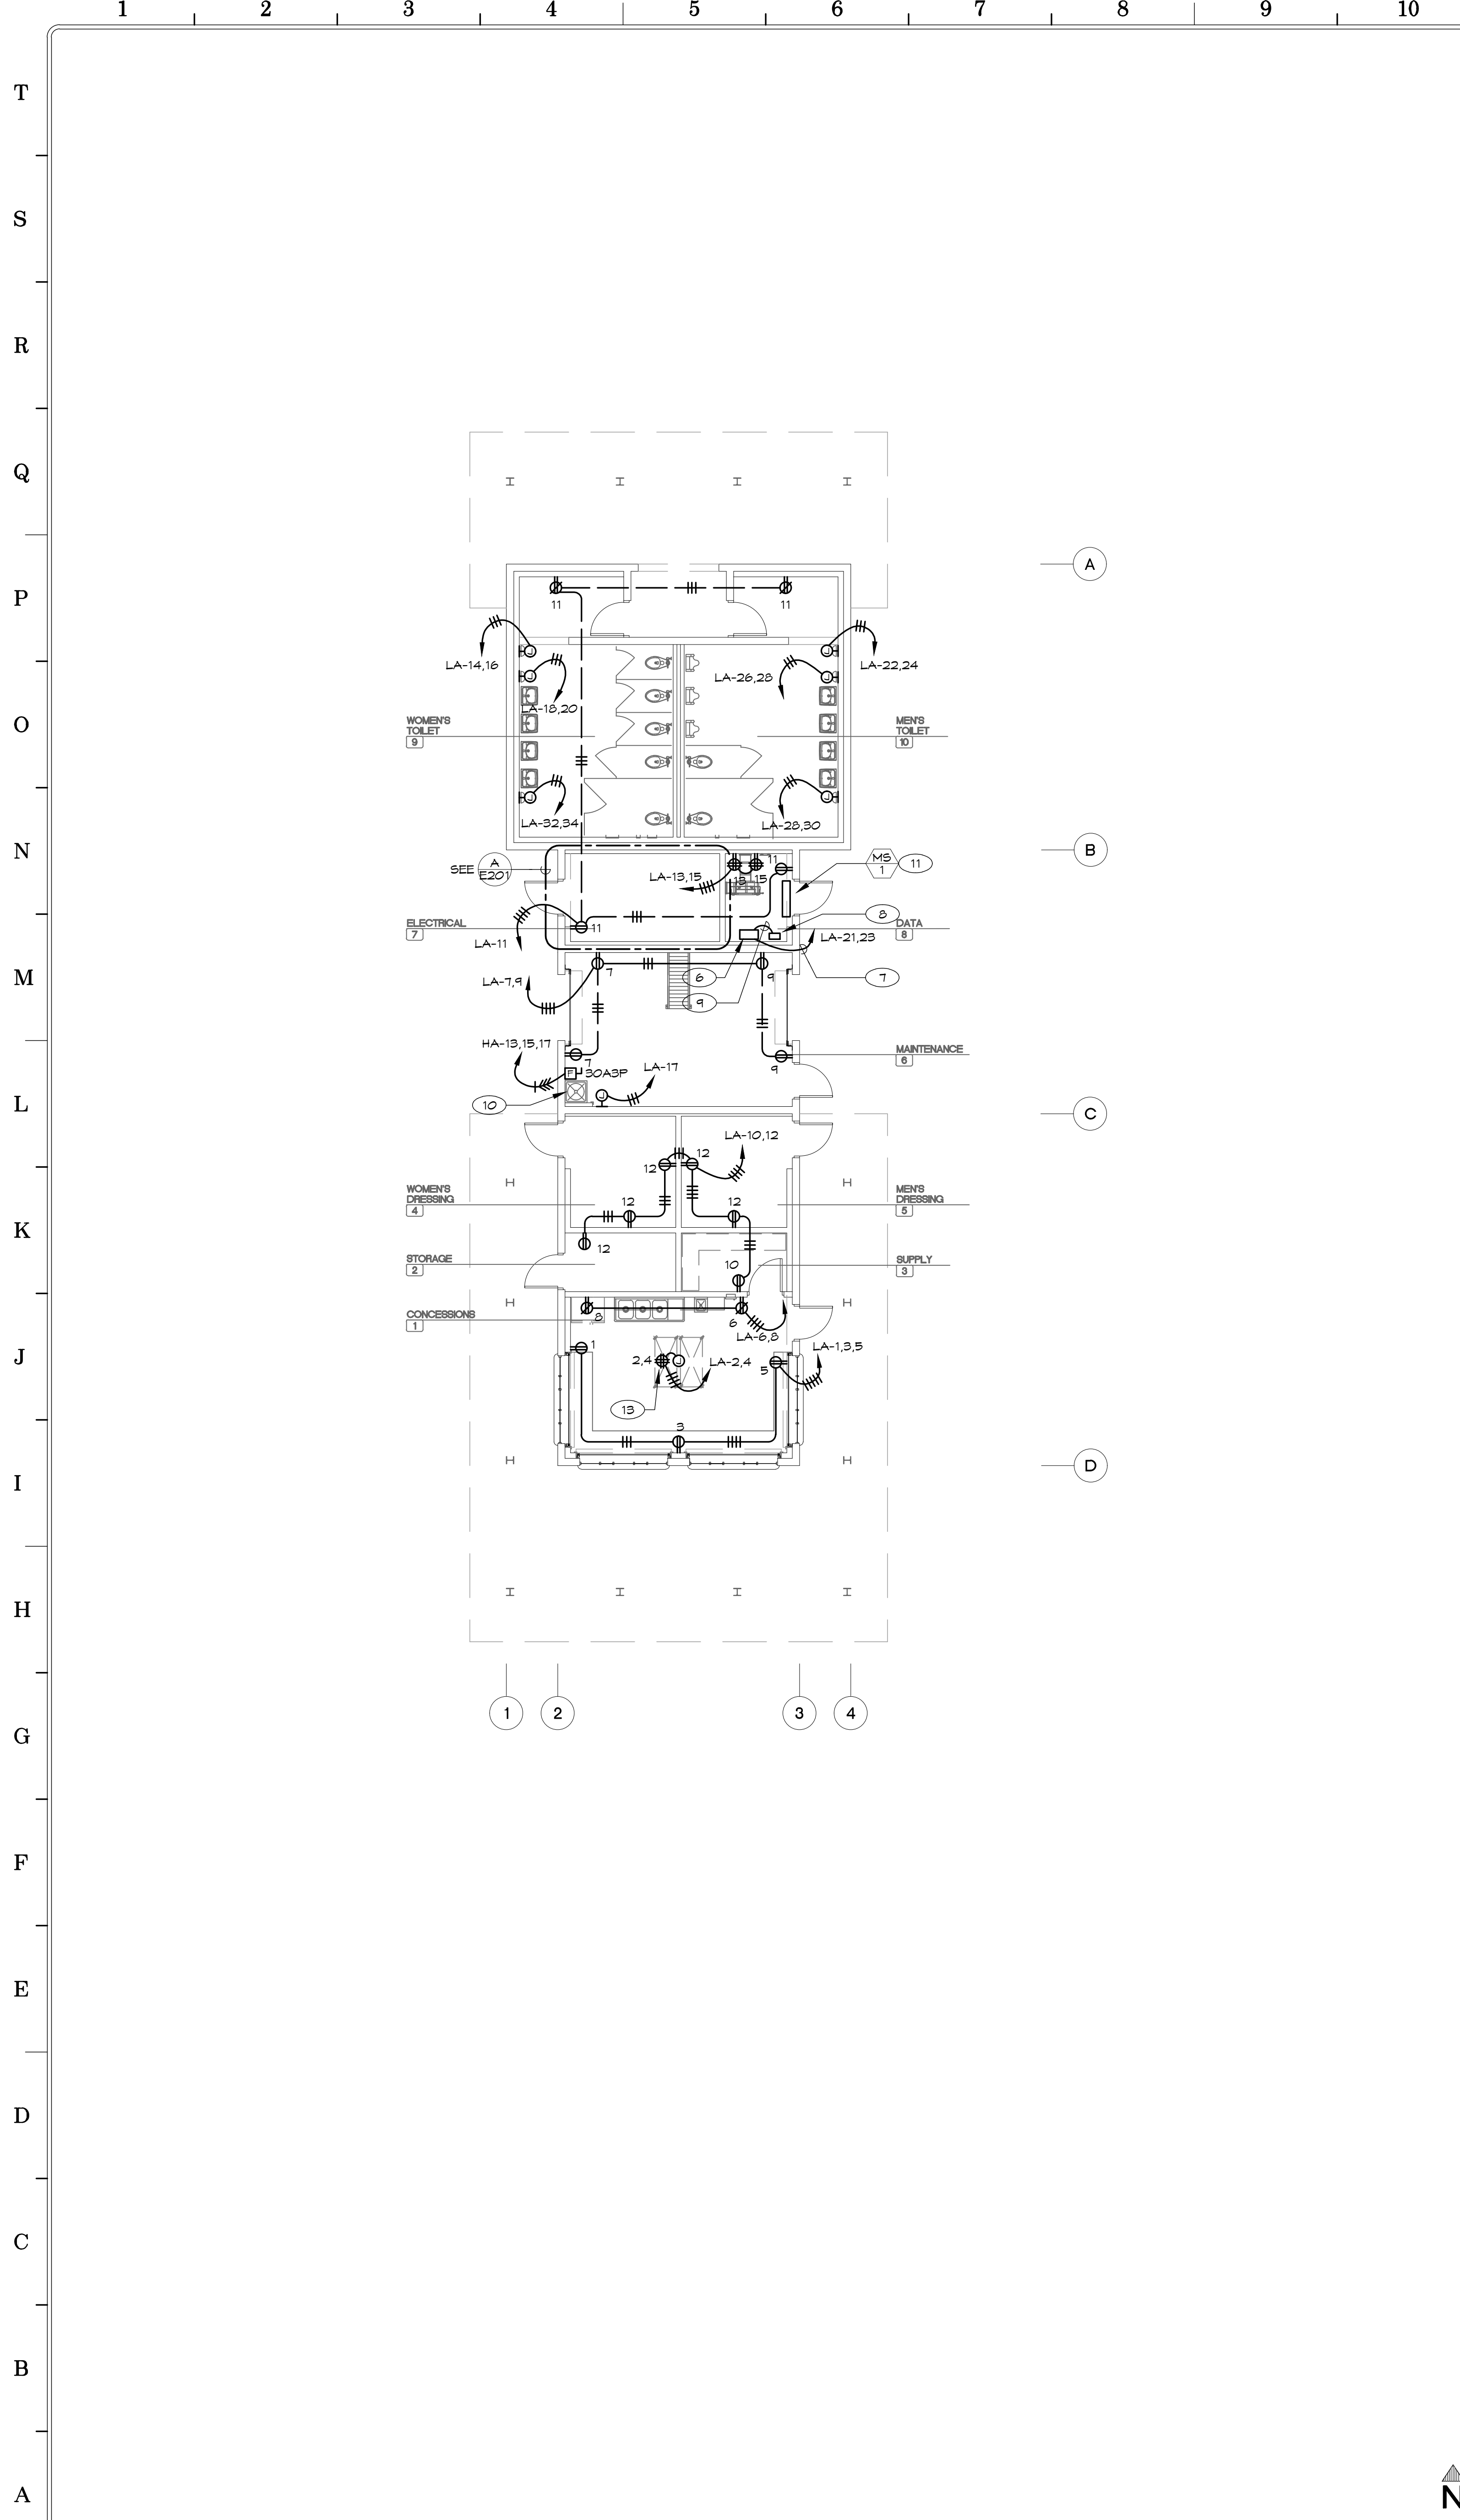 1 2 3 4 5 6 7 8 9 10
T
S
R
Q
A
P
11 11
LA-14,16
LA-22,24
LA-26,28
LA-18,20
O
WOMEN'S
TOILET
9
MEN'S
TOILET
10
LA-32,34
LA-28,30
N
B
SEE A
E201
11
MS
1
11
LA-13,15
13 15
8
ELECTRICAL
7
11
DATA
8
LA-11
LA-21,23
M
7
9
6
7
LA-7,9
9
HA-13,15,17
MAINTENANCE
6
7
9
F 30A3P
LA-17
L
10
C
LA-10,12
12
12
WOMEN'S
DRESSING
4
MEN'S
DRESSING
5
12 12
K
12
STORAGE
2
SUPPLY
3
10
CONCESSIONS
1
8
6
LA-6,8
1
LA-1,3,5
J
2,4
LA-2,4
5
13
3
D
I
H
1 2 3 4
G
F
E
D
C
B
A
N